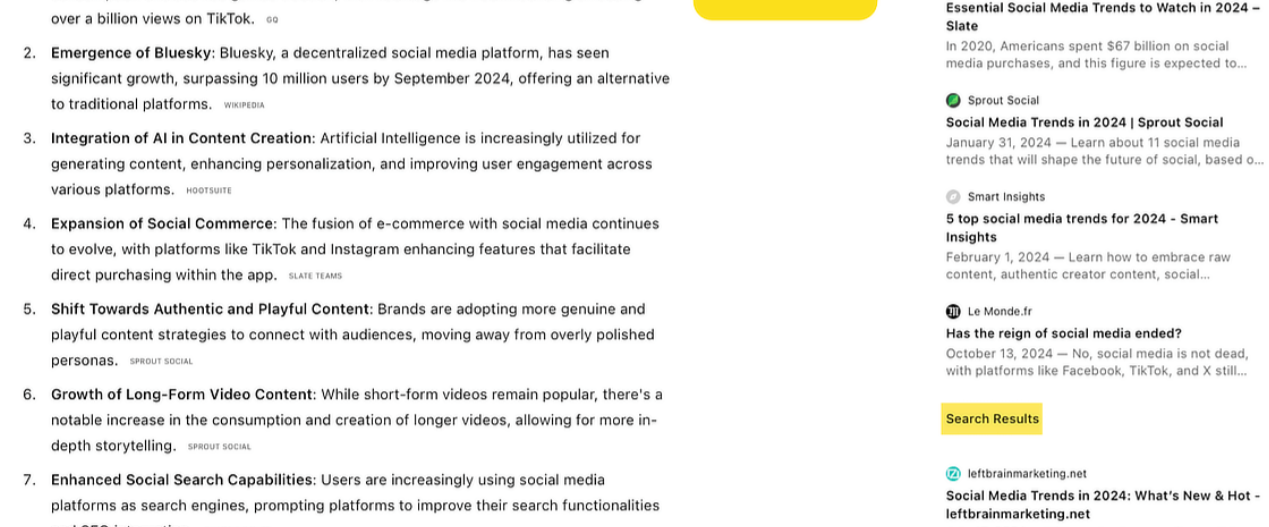 over a billion views on TikTok. GQ
2. Emergence of Bluesky: Bluesky, a decentralized social media platform, has seen
significant growth, surpassing 10 million users by September 2024, offering an alternative
to traditional platforms. WIKIPEDIA
3. Integration of AI in Content Creation: Artificial Intelligence is increasingly utilized for
generating content, enhancing personalization, and improving user engagement across
various platforms. HOOTSUITE
4. Expansion of Social Commerce: The fusion of e-commerce with social media continues
to evolve, with platforms like TikTok and Instagram enhancing features that facilitate
direct purchasing within the app. SLATE TEAMS
5. Shift Towards Authentic and Playful Content: Brands are adopting more genuine and
playful content strategies to connect with audiences, moving away from overly polished
personas. SPROUT SOCIAL
6. Growth of Long-Form Video Content: While short-form videos remain popular, there's a
notable increase in the consumption and creation of longer videos, allowing for more in-
depth storytelling. SPROUT SOCIAL
7. Enhanced Social Search Capabilities: Users are increasingly using social media
platforms as search engines, prompting platforms to improve their search functionalities
Essential Social Media Trends to Watch in 2024 –
Slate
In 2020, Americans spent $67 billion on social
media purchases, and this figure is expected to...
Sprout Social
Social Media Trends in 2024 | Sprout Social
January 31, 2024 — Learn about 11 social media
trends that will shape the future of social, based o...
Smart Insights
5 top social media trends for 2024 - Smart
Insights
February 1, 2024 — Learn how to embrace raw
content, authentic creator content, social...
Le Monde.fr
Has the reign of social media ended?
October 13, 2024 — No, social media is not dead,
with platforms like Facebook, TikTok, and X still...
Search Results
leftbrainmarketing.net
Social Media Trends in 2024: What's New & Hot -
leftbrainmarketing.net